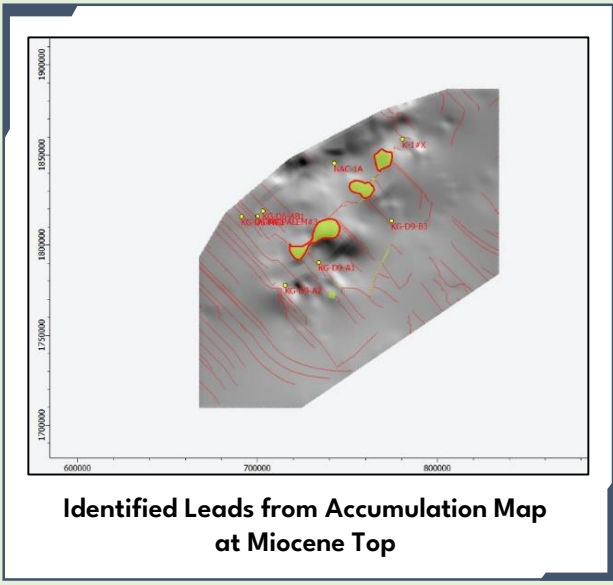 1900000
1850000
1800000
1750000
1700000
K-1#X
NAC-1A
KG-D9-B3
KG-D9-A1
600000
700000
800000
Identified Leads from Accumulation Map
at Miocene Top